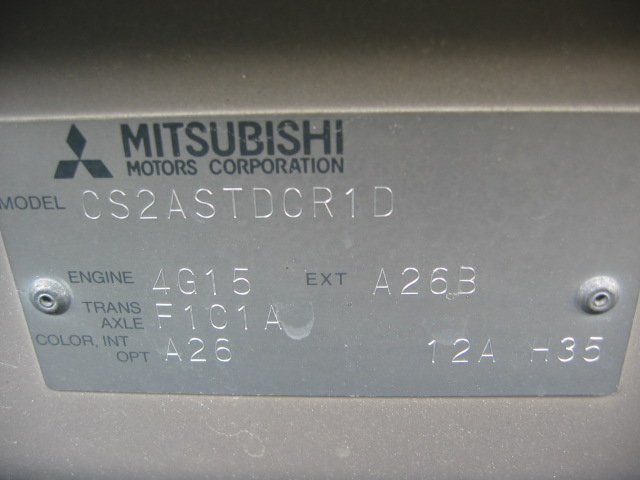 MITSUBISHI
MOTORS CORPORATION
MODEL CS2ASTDCR1D
ENGINE 4G15 EXT A26B
TRANS AXLE F1C1A
COLOR, INT OPT A26 12A H35